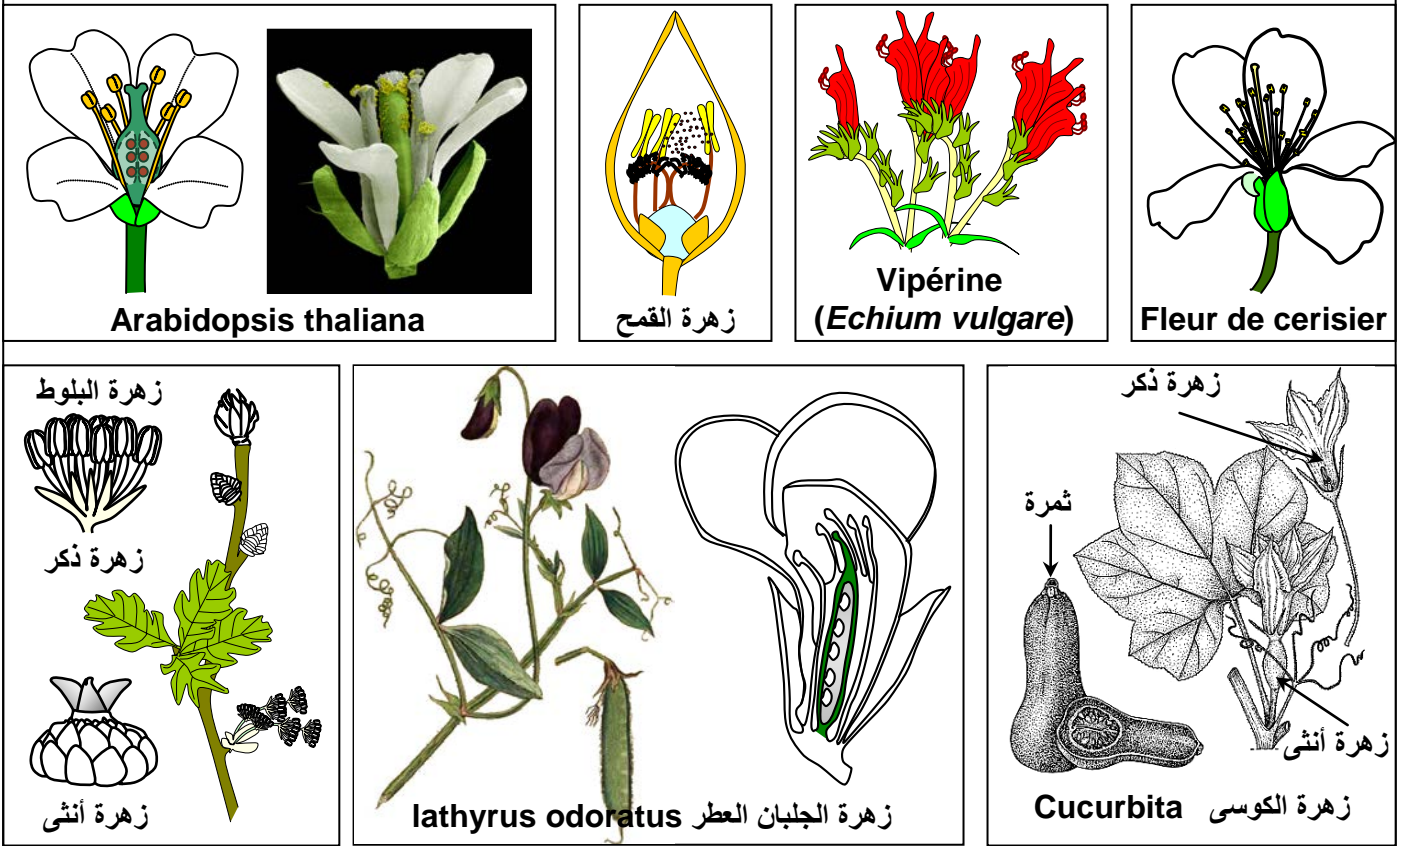 Arabidopsis thaliana
زهرة القمح
Vipérine
(Echium vulgare)
Fleur de cerisier
زهرة البلوط
زهرة ذكر
زهرة أنثى
lathyrus odoratus زهرة الجلبان العطر
زهرة ذكر
ثمرة
زهرة أنثى
Cucurbita زهرة الكوسى